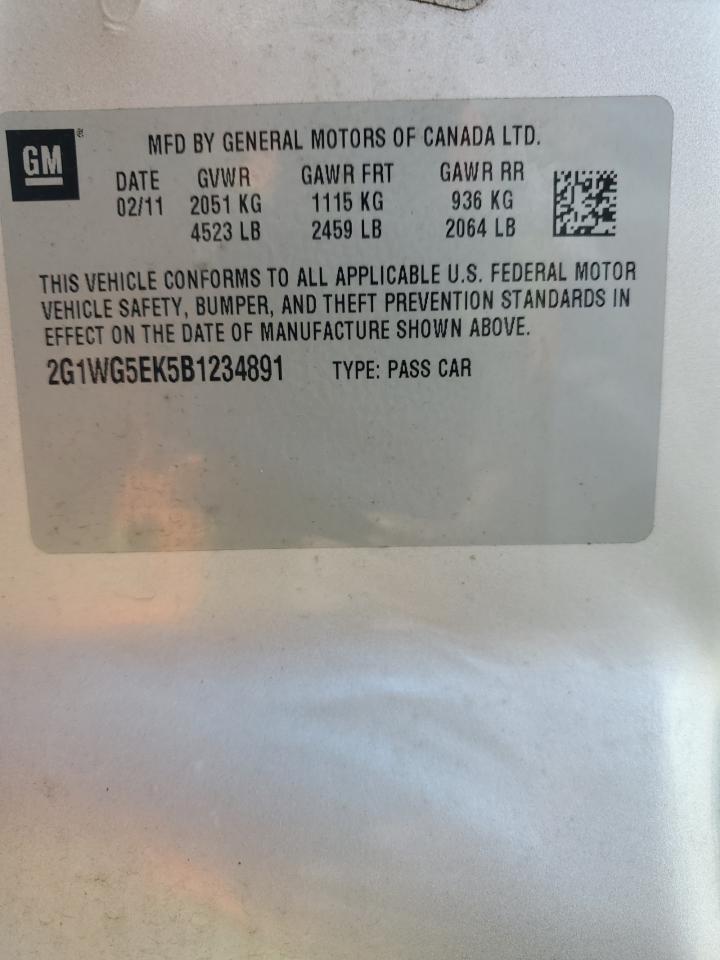 GM®
MFD BY GENERAL MOTORS OF CANADA LTD.
DATE GVWR GAWR FRT GAWR RR
02/11 2051 KG 1115 KG 936 KG
4523 LB 2459 LB 2064 LB
THIS VEHICLE CONFORMS TO ALL APPLICABLE U.S. FEDERAL MOTOR
VEHICLE SAFETY, BUMPER, AND THEFT PREVENTION STANDARDS IN
EFFECT ON THE DATE OF MANUFACTURE SHOWN ABOVE.
2G1WG5EK5B1234891 TYPE: PASS CAR